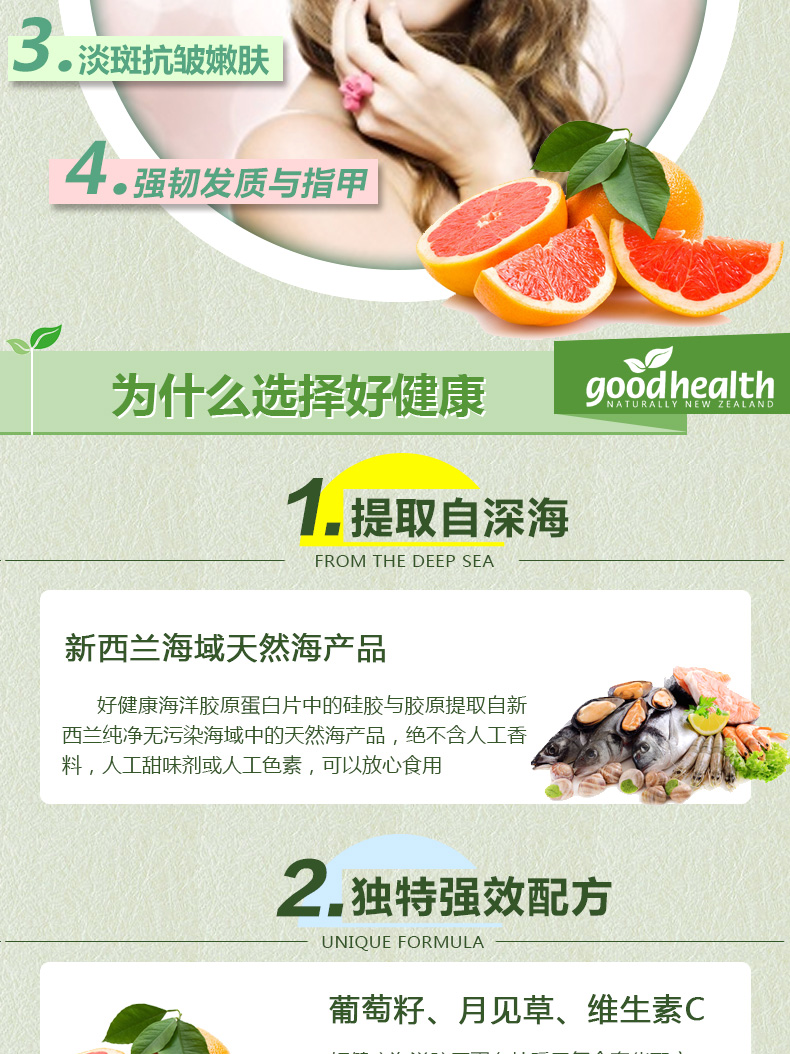 3.淡斑抗皱嫩肤
4.强韧发质与指甲
为什么选择好健康
goodhealth
NATURALLY NEW ZEALAND
1.提取自深海
FROM THE DEEP SEA
新西兰海域天然海产品
好健康海洋胶原蛋白片中的硅胶与胶原提取自新
西兰纯净无污染海域中的天然海产品，绝不含人工香
料，人工甜味剂或人工色素，可以放心食用
2.独特强效配方
UNIQUE FORMULA
葡萄籽、月见草、维生素C